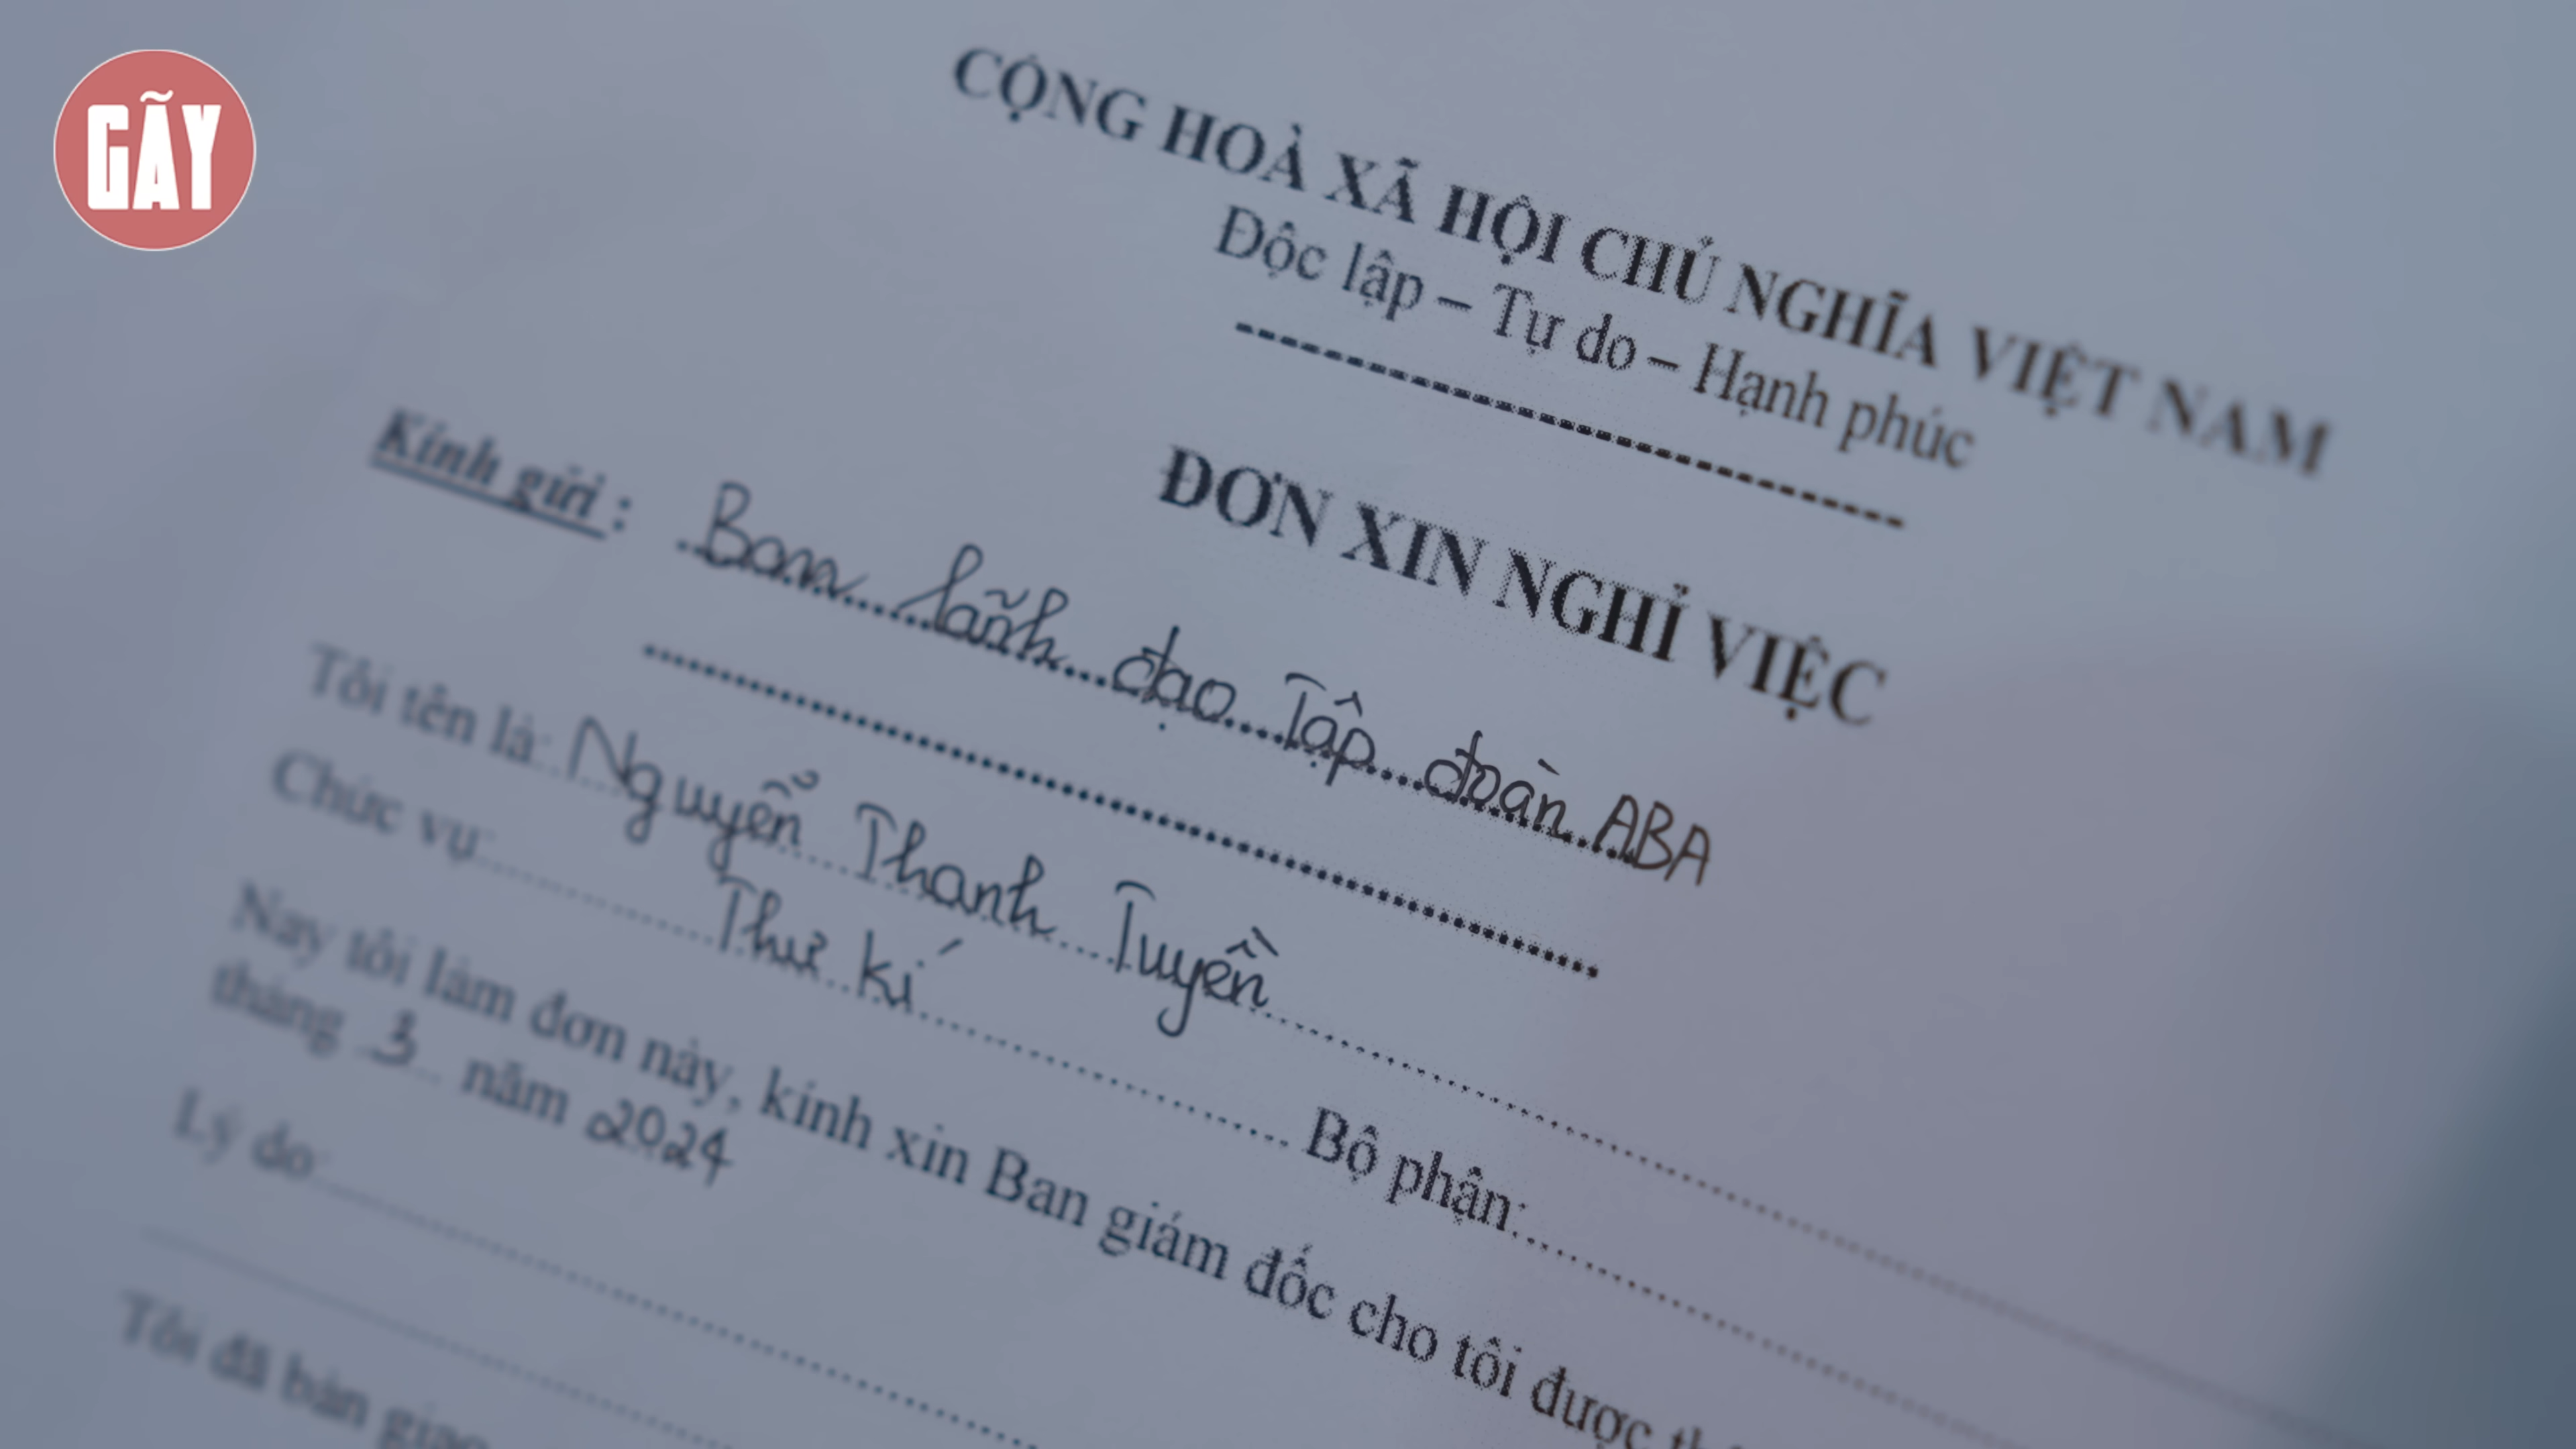 GÃY
CỘNG HOÀ XÃ HỘI CHỦ NGHĨA VIỆT NAM
Độc lập – Tự do – Hạnh phúc
ĐƠN XIN NGHỈ VIỆC
Kính gửi: Ban lãnh đạo Tập đoàn ABA
Tôi tên là: Nguyễn Thanh Tuyền
Chức vụ: Thư kí Bộ phận:
Nay tôi làm đơn này, kính xin Ban giám đốc cho tôi được
tháng 3 năm 2024
Lý do:
Tôi đã bàn giao